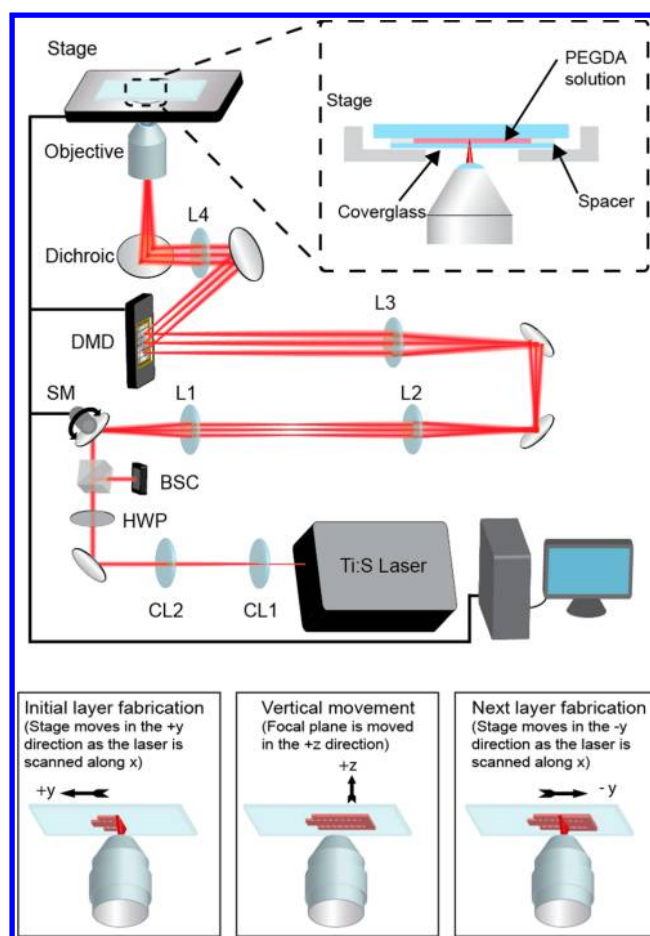 Stage
PEGDA
solution
Stage
Objective
Coverglass
Spacer
L4
Dichroic
L3
DMD
SM
L1
L2
BSC
HWP
Ti:S Laser
CL2
CL1
Initial layer fabrication
(Stage moves in the +y
direction as the laser is
scanned along x)
+y
Vertical movement
(Focal plane is moved
in the +z direction)
+z
Next layer fabrication
(Stage moves in the -y
direction as the laser is
scanned along x)
- y